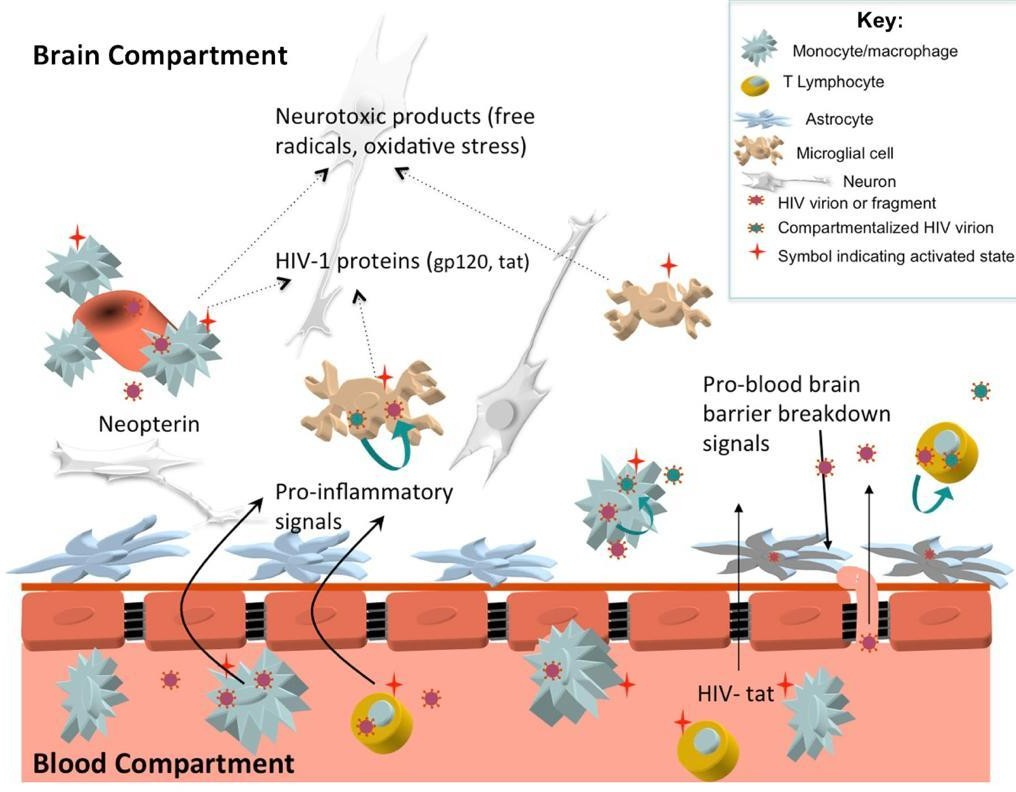 Brain Compartment
Key:
Monocyte/macrophage
T Lymphocyte
Astrocyte
Microglial cell
Neuron
HIV virion or fragment
Compartmentalized HIV virion
Symbol indicating activated state
Neurotoxic products (free
radicals, oxidative stress)
HIV-1 proteins (gp120, tat)
Neopterin
Pro-blood brain
barrier breakdown
signals
Pro-inflammatory
signals
HIV- tat
Blood Compartment